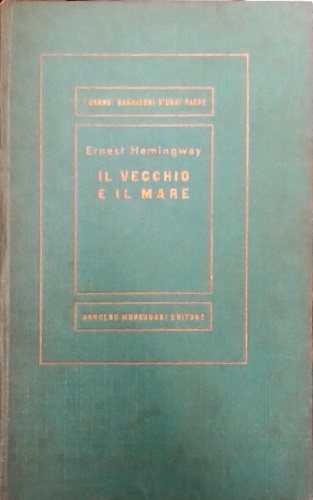 I GRANDI NARRATORI D'OGNI PAESE
Ernest Hemingway
IL VECCHIO
E IL MARE
ARNOLDO MONDADORI EDITORE